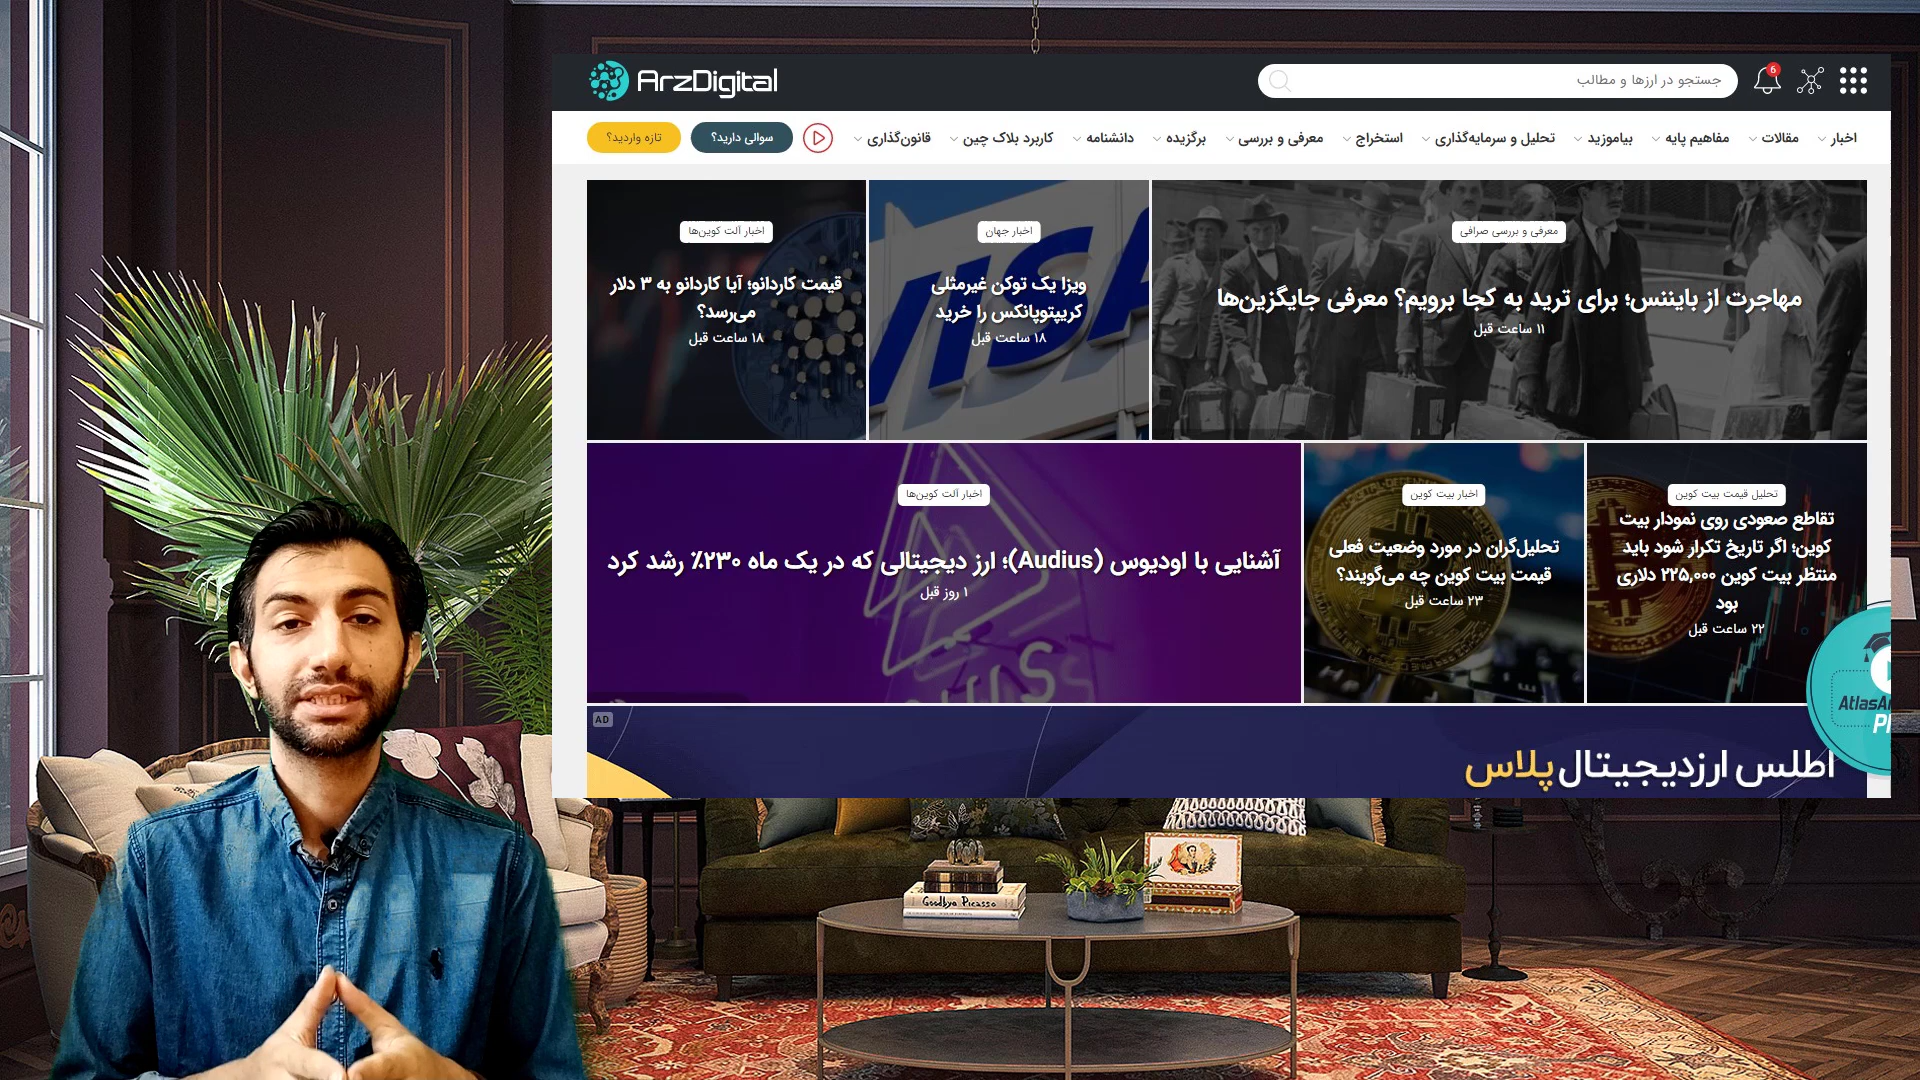 ArzDigital
جستجو در ارزها و مطالب
6
اخبار
مقالات
مفاهیم پایه
بیاموزید
تحلیل و سرمایه‌گذاری
استخراج
معرفی و بررسی
برگزیده
دانشنامه
کاربرد بلاک چین
قانون‌گذاری
سوالی دارید؟
تازه واردید؟
معرفی و بررسی صرافی
مهاجرت از بایننس؛ برای ترید به کجا برویم؟ معرفی جایگزین‌ها
۱۱ ساعت قبل
VISA
اخبار جهان
ویزا یک توکن غیرمثلی
کریپتوپانکس را خرید
۱۸ ساعت قبل
اخبار آلت کوین‌ها
قیمت کاردانو؛ آیا کاردانو به ۳ دلار
می‌رسد؟
۱۸ ساعت قبل
تحلیل قیمت بیت کوین
تقاطع صعودی روی نمودار بیت
کوین؛ اگر تاریخ تکرار شود باید
منتظر بیت کوین ۲۲۵,۰۰۰ دلاری
بود
۲۲ ساعت قبل
اخبار بیت کوین
تحلیل‌گران در مورد وضعیت فعلی
قیمت بیت کوین چه می‌گویند؟
۲۳ ساعت قبل
اخبار آلت کوین‌ها
آشنایی با اودیوس (Audius)؛ ارز دیجیتالی که در یک ماه ۲۳۰٪ رشد کرد
۱ روز قبل
AD
اطلس ارزدیجیتال پلاس
Goodbye Picasso